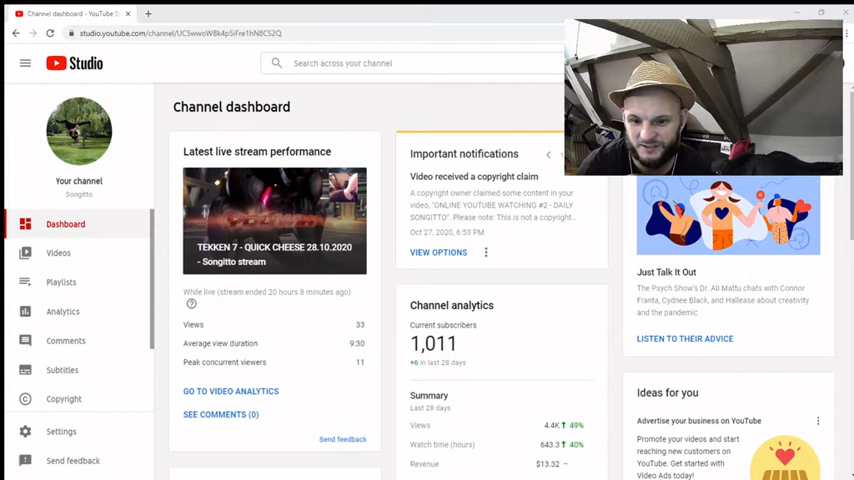 Channel dashboard - YouTube S
studio.youtube.com/channel/UCSwwoWBk4p5iFre1hN8CS2Q
Studio
Search across your channel
Channel dashboard
Your channel
Songitto
Dashboard
Videos
Playlists
Analytics
Comments
Subtitles
Copyright
Settings
Send feedback
Latest live stream performance
TEKKEN 7 - QUICK CHEESE 28.10.2020
- Songitto stream
While live (stream ended 20 hours 8 minutes ago)
Views 33
Average view duration 9:30
Peak concurrent viewers 11
GO TO VIDEO ANALYTICS
SEE COMMENTS (0)
Send feedback
Important notifications
Video received a copyright claim
A copyright owner claimed some content in your
video, "ONLINE YOUTUBE WATCHING #2 - DAILY
SONGITTO". Please note: This is not a copyright...
Oct 27, 2020, 6:53 PM
VIEW OPTIONS
Channel analytics
Current subscribers
1,011
+6 in last 28 days
Summary
Last 28 days
Views 4.4K 49%
Watch time (hours) 643.3 40%
Revenue $13.32 —
Just Talk It Out
The Psych Show's Dr. Ali Mattu chats with Connor
Franta, Cydnee Black, and Hallease about creativity
and the pandemic
LISTEN TO THEIR ADVICE
Ideas for you
Advertise your business on YouTube
Promote your videos and start
reaching new customers on
YouTube. Get started with
Video Ads today!